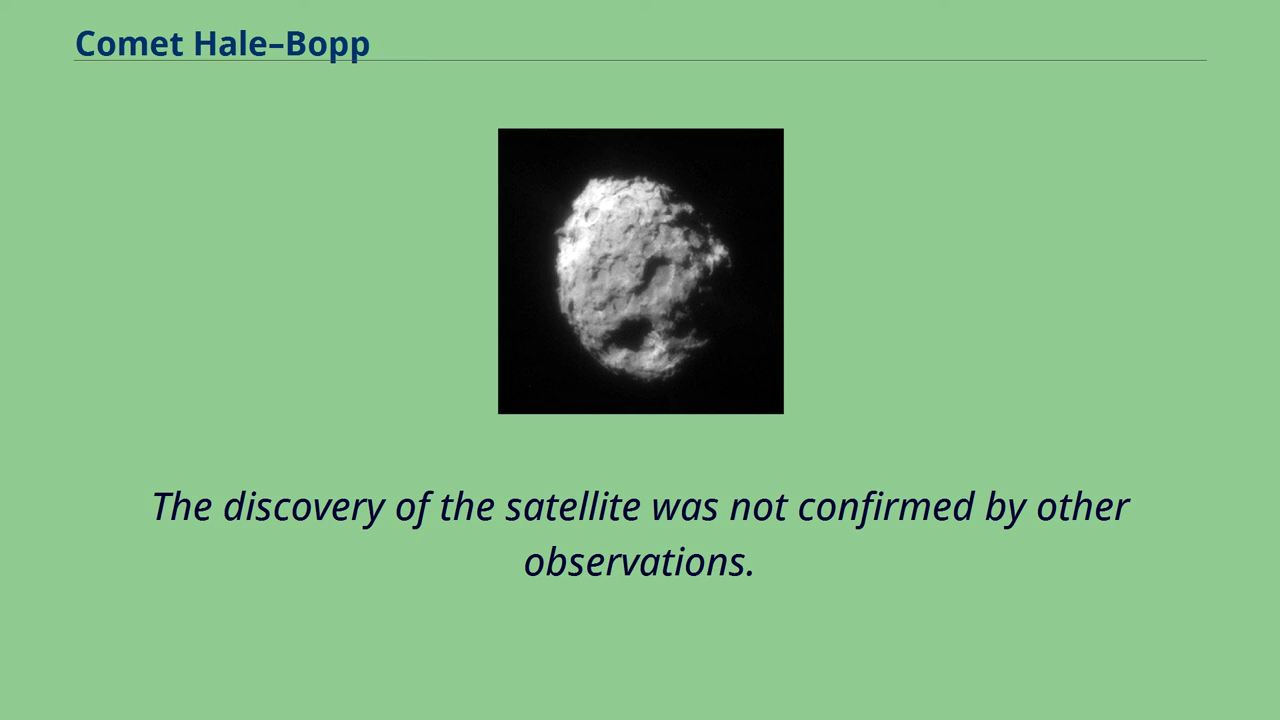 Comet Hale–Bopp
The discovery of the satellite was not confirmed by other
observations.